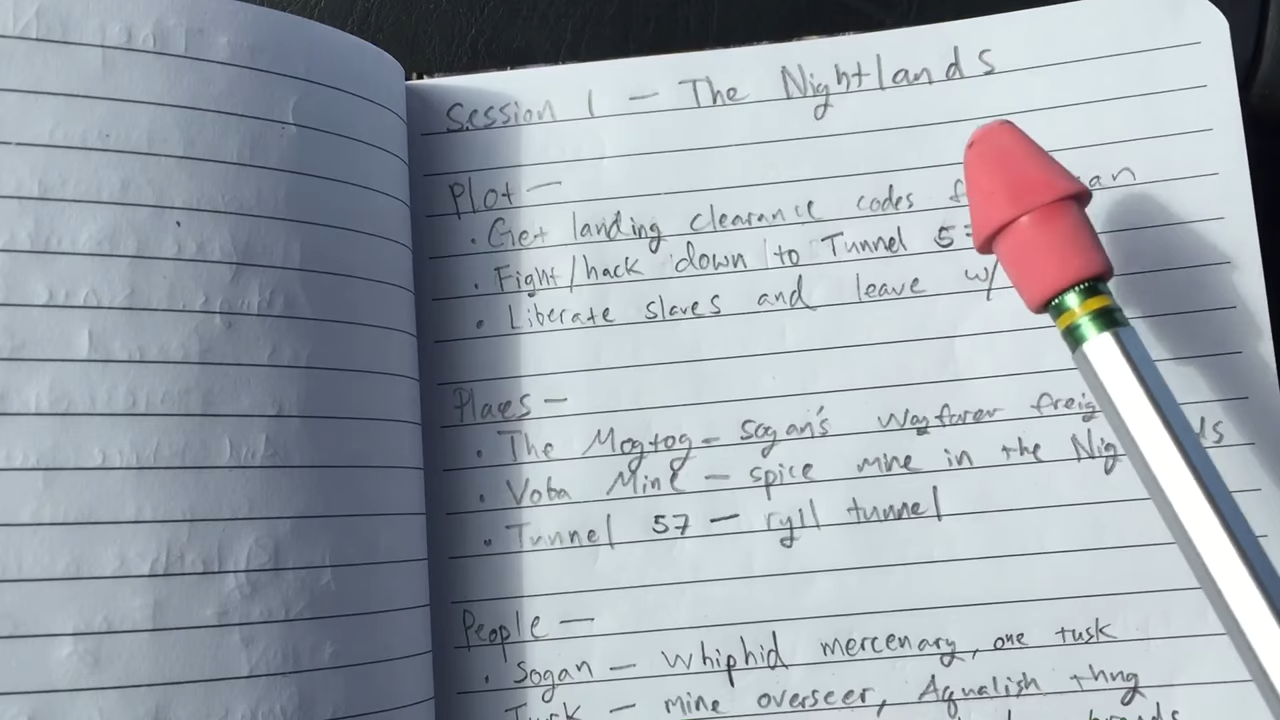 Session 1 – The Nightlands
Plot –
• Get landing clearance codes
• Fight/hack down to Tunnel
• Liberate slaves and leave w/
Places –
• The Mogtog – Sogan's Wayfarer
• Voba Mine – spice mine in the
• Tunnel 57 – ryll tunnel
People –
• Sogan – Whiphid mercenary, one tusk
– mine overseer, Aqualish thug